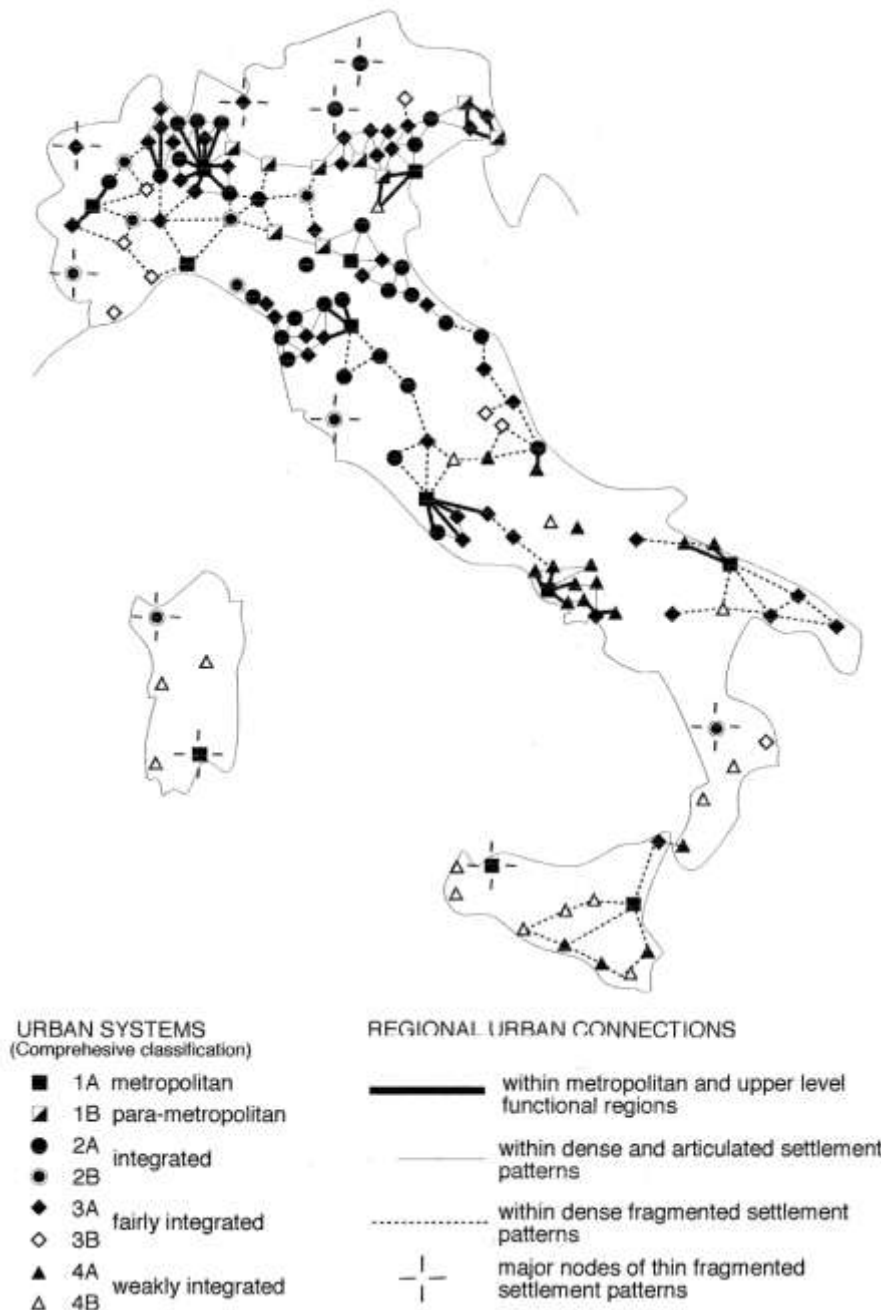 URBAN SYSTEMS
(Comprehesive classification)
1A metropolitan
1B para-metropolitan
2A
integrated
2B
3A
fairly integrated
3B
4A
weakly integrated
4B
REGIONAL URBAN CONNECTIONS
within metropolitan and upper level
functional regions
within dense and articulated settlement
patterns
within dense fragmented settlement
patterns
major nodes of thin fragmented
settlement patterns